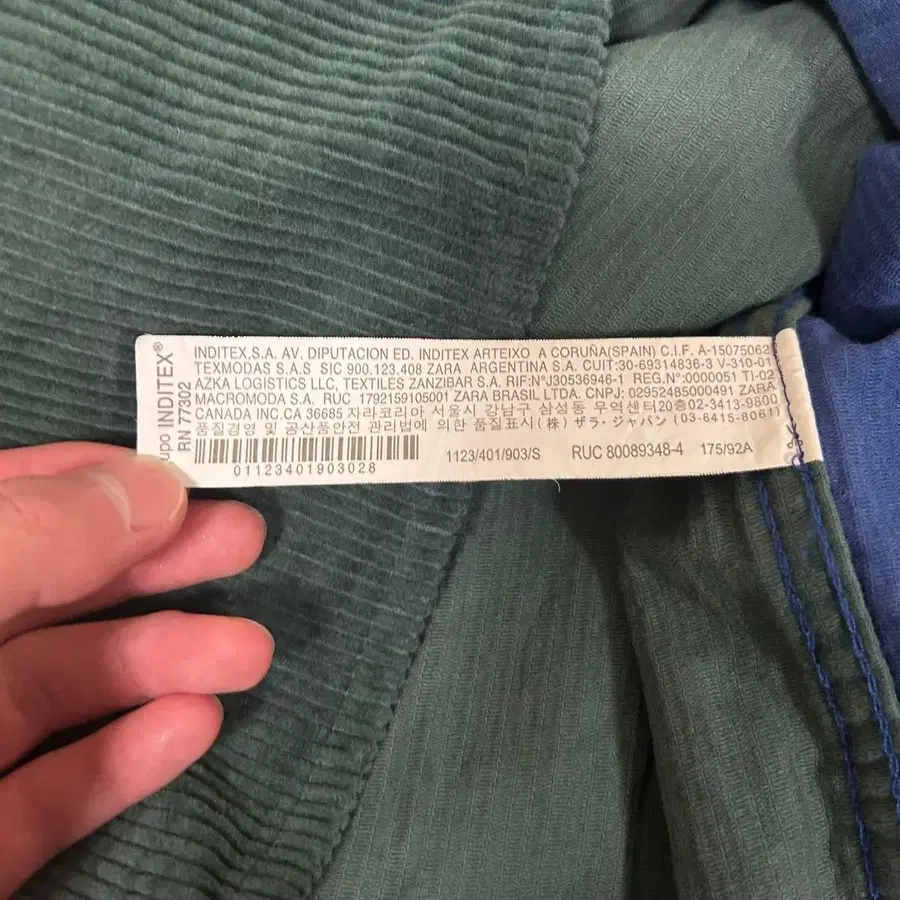 upo INDITEX®
RN 77302
INDITEX,S.A. AV. DIPUTACION ED. INDITEX ARTEIXO A CORUÑA(SPAIN) C.I.F. A-15075062
TEXMODAS S.A.S SIC 900.123.408 ZARA ARGENTINA S.A. CUIT:30-69314836-3 V-310-01
AZKA LOGISTICS LLC, TEXTILES ZANZIBAR S.A. RIF:N°J30536946-1 REG.N°:0000051 TI-02
MACROMODA S.A. RUC 1792159105001 ZARA BRASIL LTDA. CNPJ: 02952485000491 ZARA
CANADA INC.CA 36685 자라코리아 서울시 강남구 삼성동 무역센터20층02-3413-9800
품질경영 및 공산품안전 관리법에 의한 품질표시 (株) ザラ・ジャパン (03-6415-8061)
01123401903028 1123/401/903/S RUC 80089348-4 175/92A